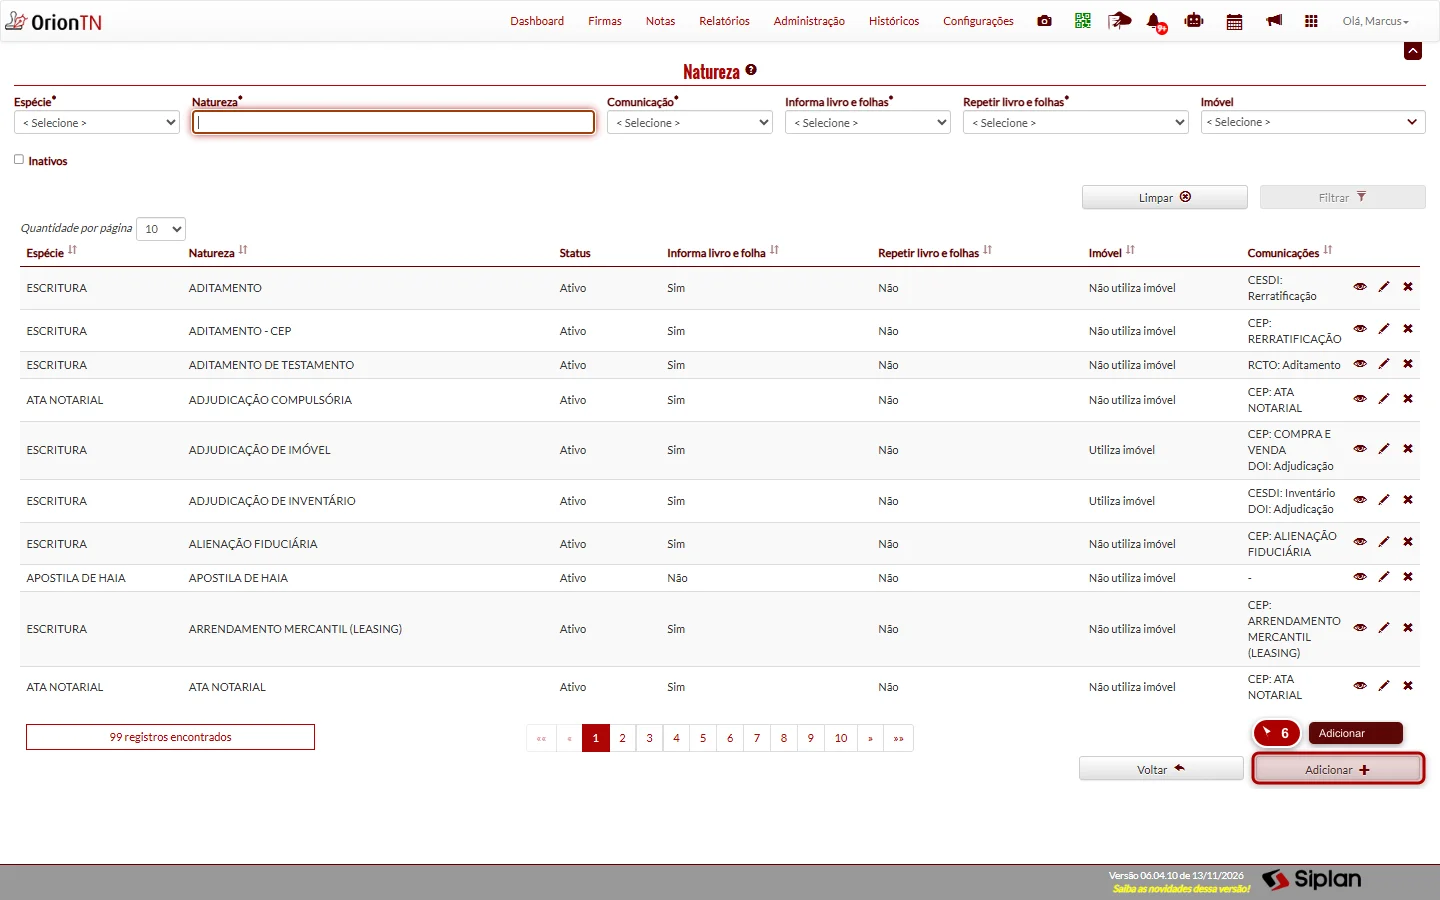 OrionTN
Dashboard Firmas Notas Relatórios Administração Históricos Configurações 9+ Olá, Marcus
Natureza ?
Espécie* Natureza* Comunicação* Informa livro e folhas* Repetir livro e folhas* Imóvel
< Selecione > < Selecione > < Selecione > < Selecione > < Selecione >
Inativos
Limpar Filtrar
Quantidade por página 10
Espécie Natureza Status Informa livro e folha Repetir livro e folhas Imóvel Comunicações
ESCRITURA ADITAMENTO Ativo Sim Não Não utiliza imóvel CESDI:
Rerratificação
ESCRITURA ADITAMENTO - CEP Ativo Sim Não Não utiliza imóvel CEP:
RERRATIFICAÇÃO
ESCRITURA ADITAMENTO DE TESTAMENTO Ativo Sim Não Não utiliza imóvel RCTO: Aditamento
ATA NOTARIAL ADJUDICAÇÃO COMPULSÓRIA Ativo Sim Não Não utiliza imóvel CEP: ATA
NOTARIAL
ESCRITURA ADJUDICAÇÃO DE IMÓVEL Ativo Sim Não Utiliza imóvel CEP: COMPRA E
VENDA
DOI: Adjudicação
ESCRITURA ADJUDICAÇÃO DE INVENTÁRIO Ativo Sim Não Utiliza imóvel CESDI: Inventário
DOI: Adjudicação
ESCRITURA ALIENAÇÃO FIDUCIÁRIA Ativo Sim Não Não utiliza imóvel CEP: ALIENAÇÃO
FIDUCIÁRIA
APOSTILA DE HAIA APOSTILA DE HAIA Ativo Não Não Não utiliza imóvel -
ESCRITURA ARRENDAMENTO MERCANTIL (LEASING) Ativo Sim Não Não utiliza imóvel CEP:
ARRENDAMENTO
MERCANTIL
(LEASING)
ATA NOTARIAL ATA NOTARIAL Ativo Sim Não Não utiliza imóvel CEP: ATA
NOTARIAL
99 registros encontrados «« « 1 2 3 4 5 6 7 8 9 10 » »» 6 Adicionar
Voltar Adicionar
Versão 06.04.10 de 13/11/2026
Saiba as novidades dessa versão!
Siplan